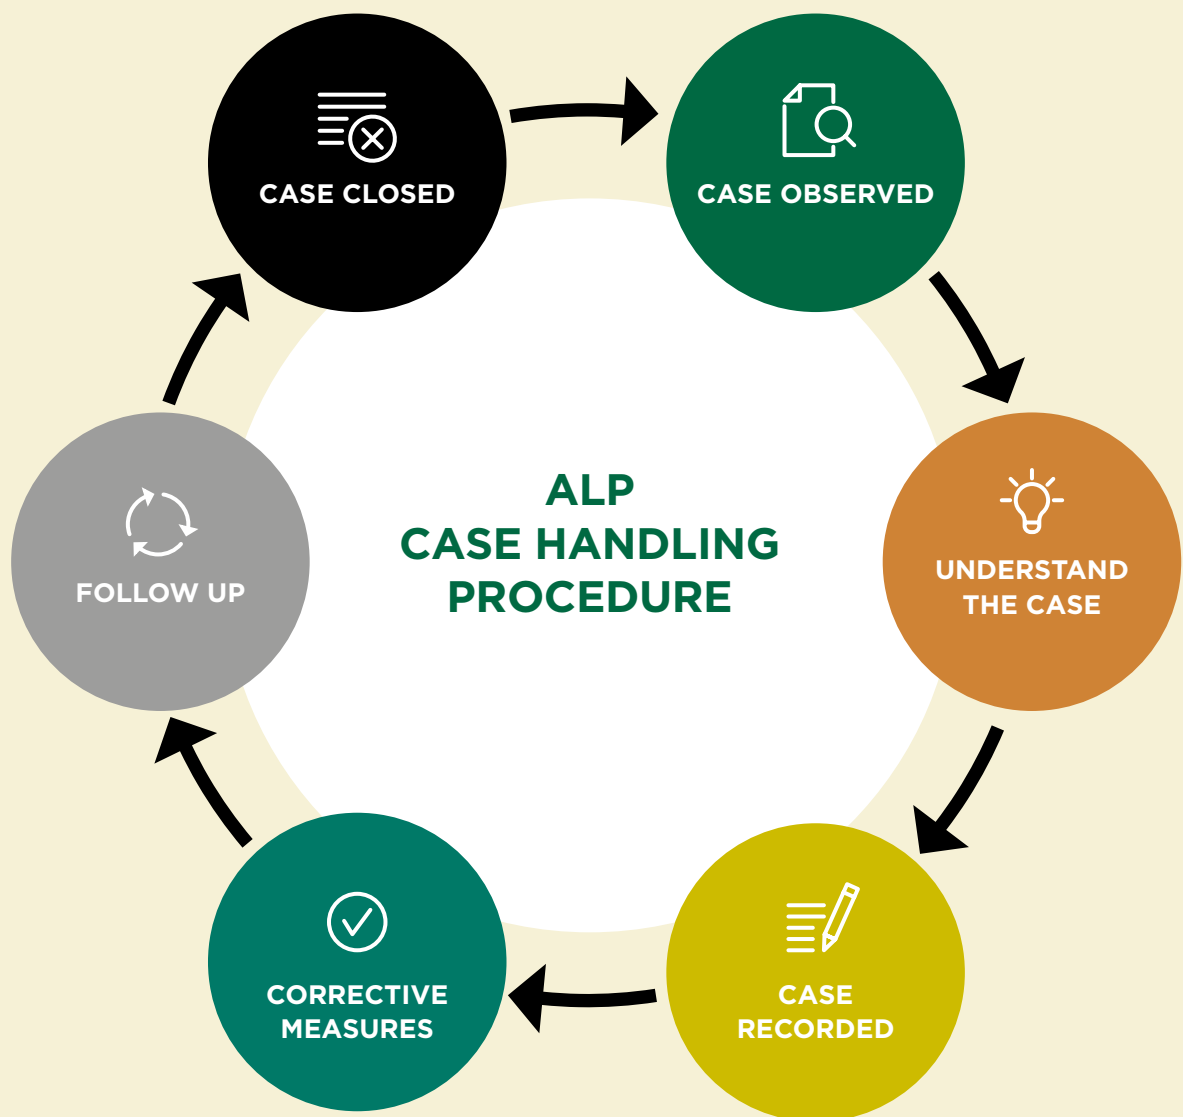 CASE CLOSED
CASE OBSERVED
ALP
CASE HANDLING
PROCEDURE
UNDERSTAND
THE CASE
FOLLOW UP
CORRECTIVE
MEASURES
CASE
RECORDED